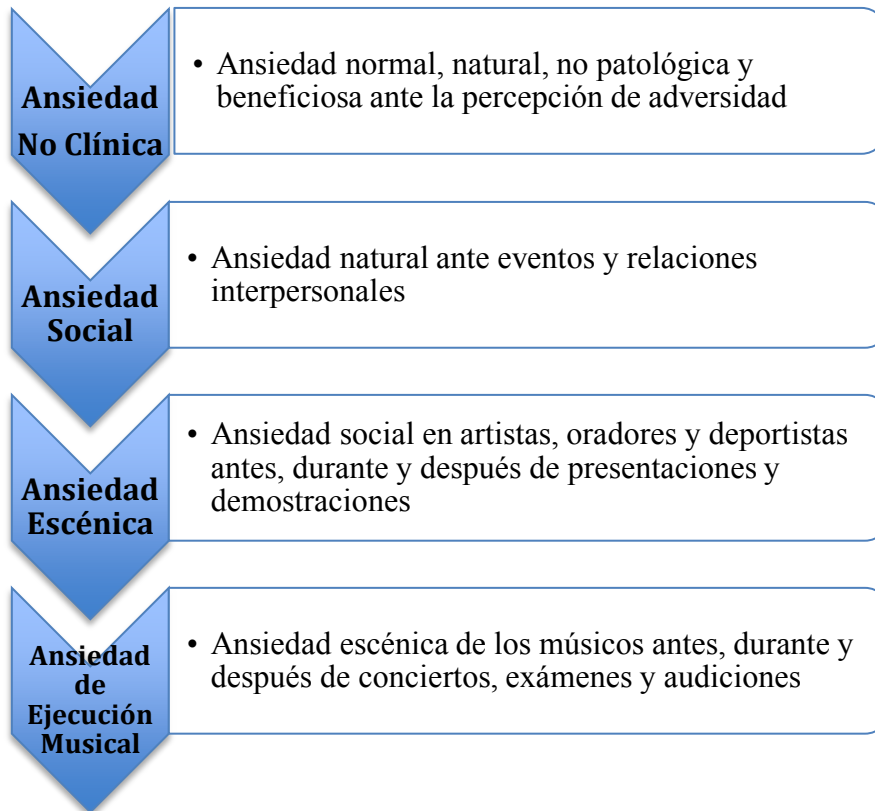 Ansiedad
No Clínica
• Ansiedad normal, natural, no patológica y
beneficiosa ante la percepción de adversidad
Ansiedad
Social
• Ansiedad natural ante eventos y relaciones
interpersonales
Ansiedad
Escénica
• Ansiedad social en artistas, oradores y deportistas
antes, durante y después de presentaciones y
demostraciones
Ansiedad
de
Ejecución
Musical
• Ansiedad escénica de los músicos antes, durante y
después de conciertos, exámenes y audiciones